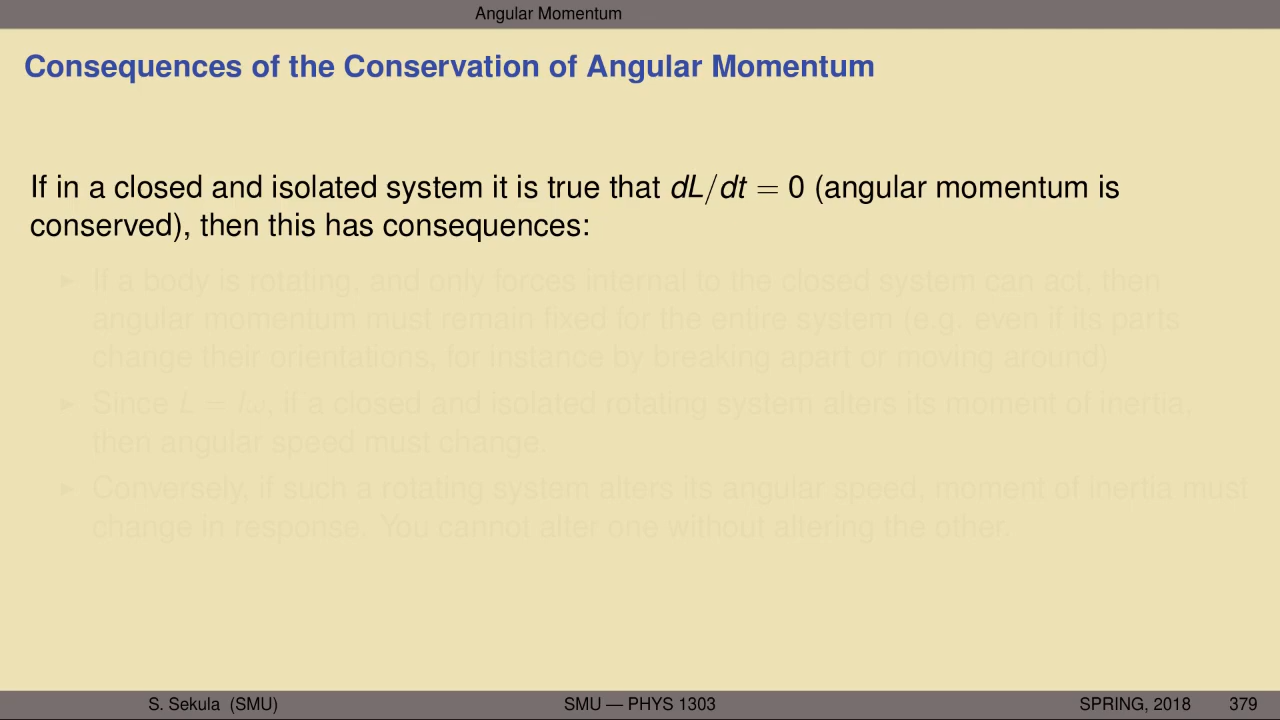 Angular Momentum
Consequences of the Conservation of Angular Momentum
If in a closed and isolated system it is true that dL/dt = 0 (angular momentum is
conserved), then this has consequences:
► If a body is rotating, and only forces internal to the closed system can act, then
angular momentum must remain fixed for the entire system (e.g. even if its parts
change their orientations, for instance by breaking apart or moving around)
► Since L = Iω, if a closed and isolated rotating system alters its moment of inertia,
then angular speed must change.
► Conversely, if such a rotating system alters its angular speed, moment of inertia must
change in response. You cannot alter one without altering the other.
S. Sekula (SMU) SMU — PHYS 1303 SPRING, 2018 379